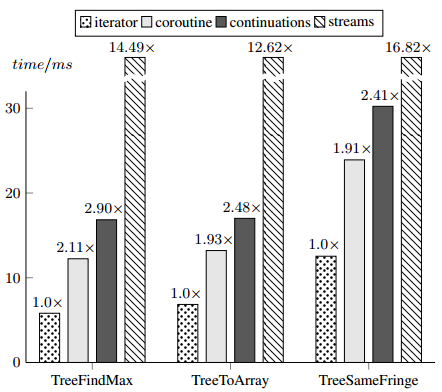 iterator coroutine continuations streams
14.49× 12.62× 16.82×
time/ms
30
2.41×
1.91×
20
2.90× 2.48×
2.11× 1.93×
1.0× 1.0× 1.0×
10
0
TreeFindMax TreeToArray TreeSameFringe